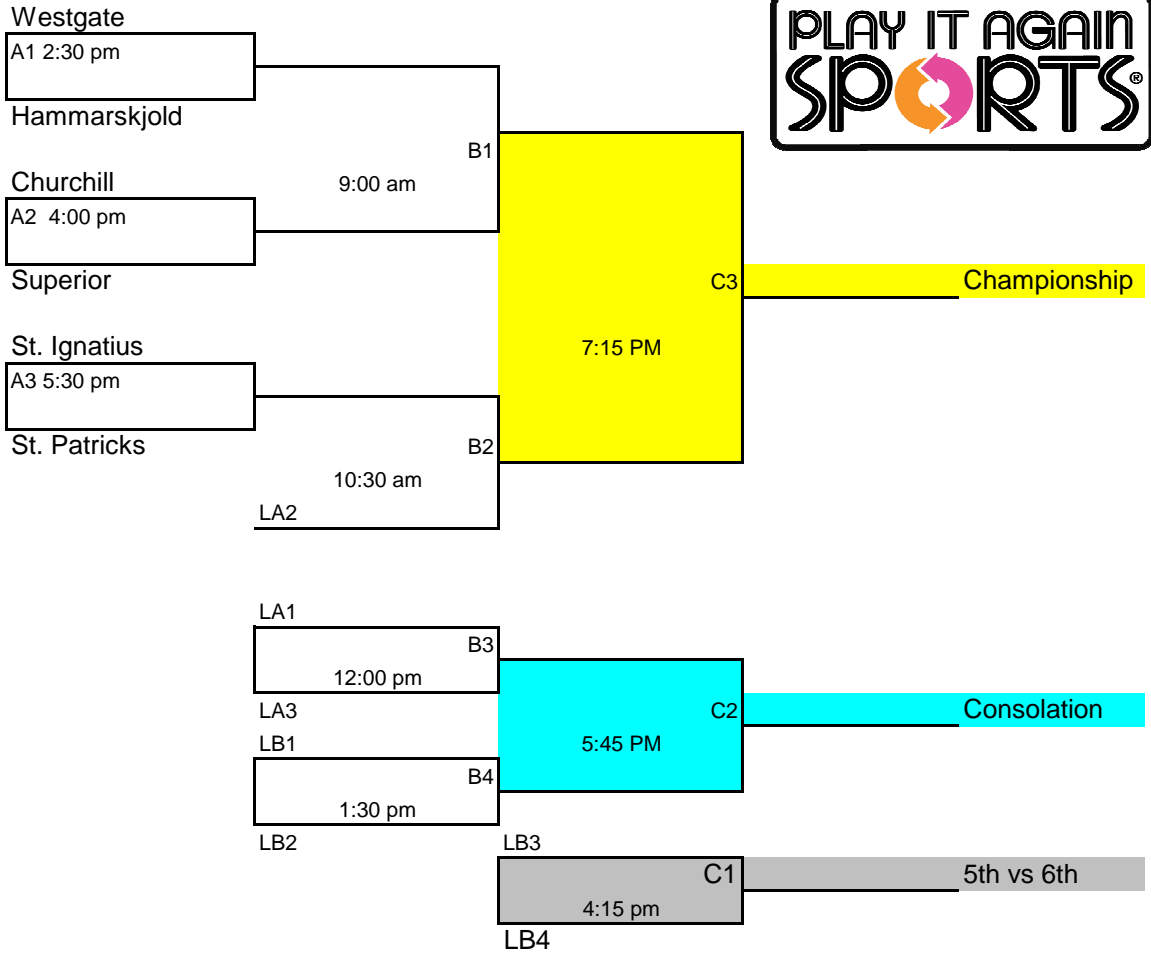 Westgate
A1 2:30 pm
Hammarskjold
PLAY IT AGAIN
SPORTS®
B1
Churchill
9:00 am
A2  4:00 pm
Superior
C3
Championship
St. Ignatius
7:15 PM
A3 5:30 pm
St. Patricks
B2
10:30 am
LA2
LA1
B3
12:00 pm
LA3
C2
Consolation
LB1
5:45 PM
B4
1:30 pm
LB2
LB3
C1
5th vs 6th
4:15 pm
LB4